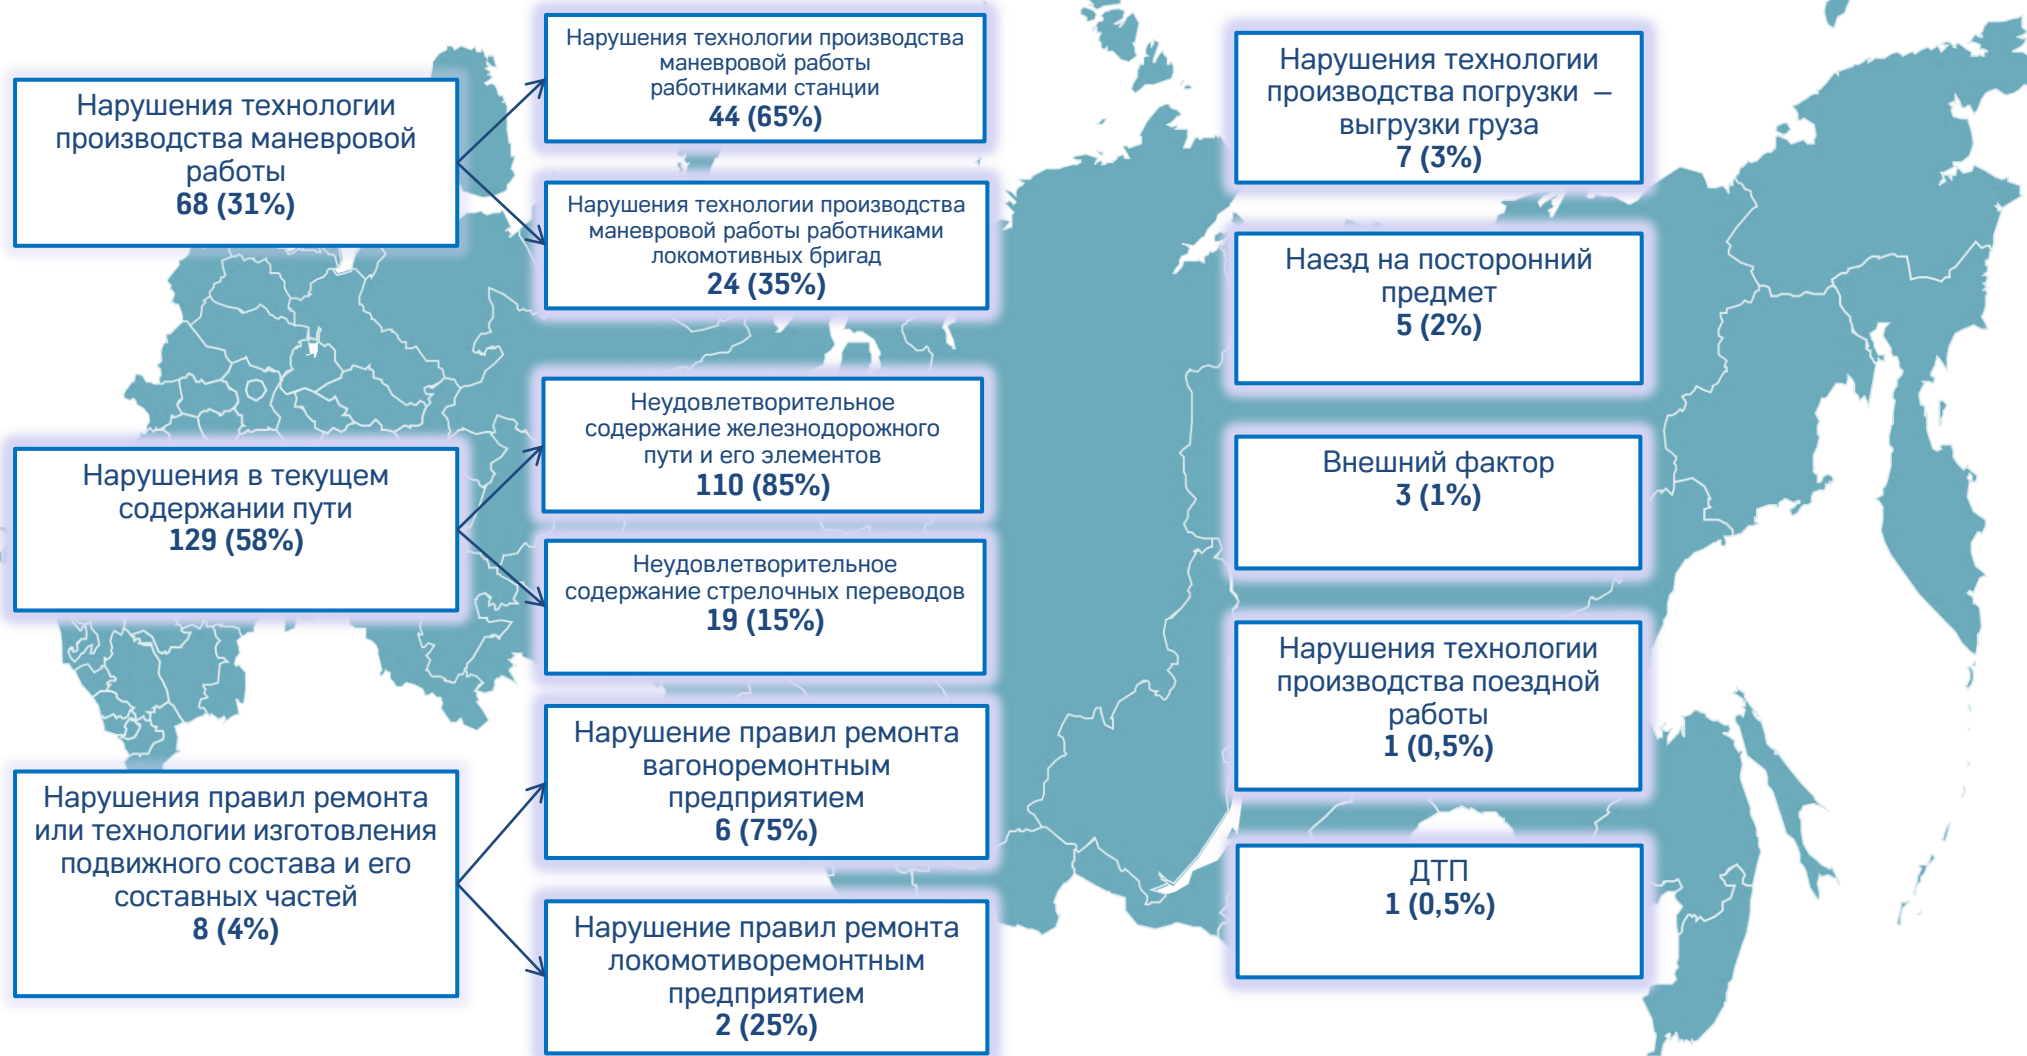 Нарушения технологии
производства маневровой
работы
68 (31%)
Нарушения технологии производства
маневровой работы
работниками станции
44 (65%)
Нарушения технологии производства
маневровой работы работниками
локомотивных бригад
24 (35%)
Нарушения в текущем
содержании пути
129 (58%)
Неудовлетворительное
содержание железнодорожного
пути и его элементов
110 (85%)
Неудовлетворительное
содержание стрелочных переводов
19 (15%)
Нарушения правил ремонта
или технологии изготовления
подвижного состава и его
составных частей
8 (4%)
Нарушение правил ремонта
вагоноремонтным
предприятием
6 (75%)
Нарушение правил ремонта
локомотиворемонтным
предприятием
2 (25%)
Нарушения технологии
производства погрузки –
выгрузки груза
7 (3%)
Наезд на посторонний
предмет
5 (2%)
Внешний фактор
3 (1%)
Нарушения технологии
производства поездной
работы
1 (0,5%)
ДТП
1 (0,5%)